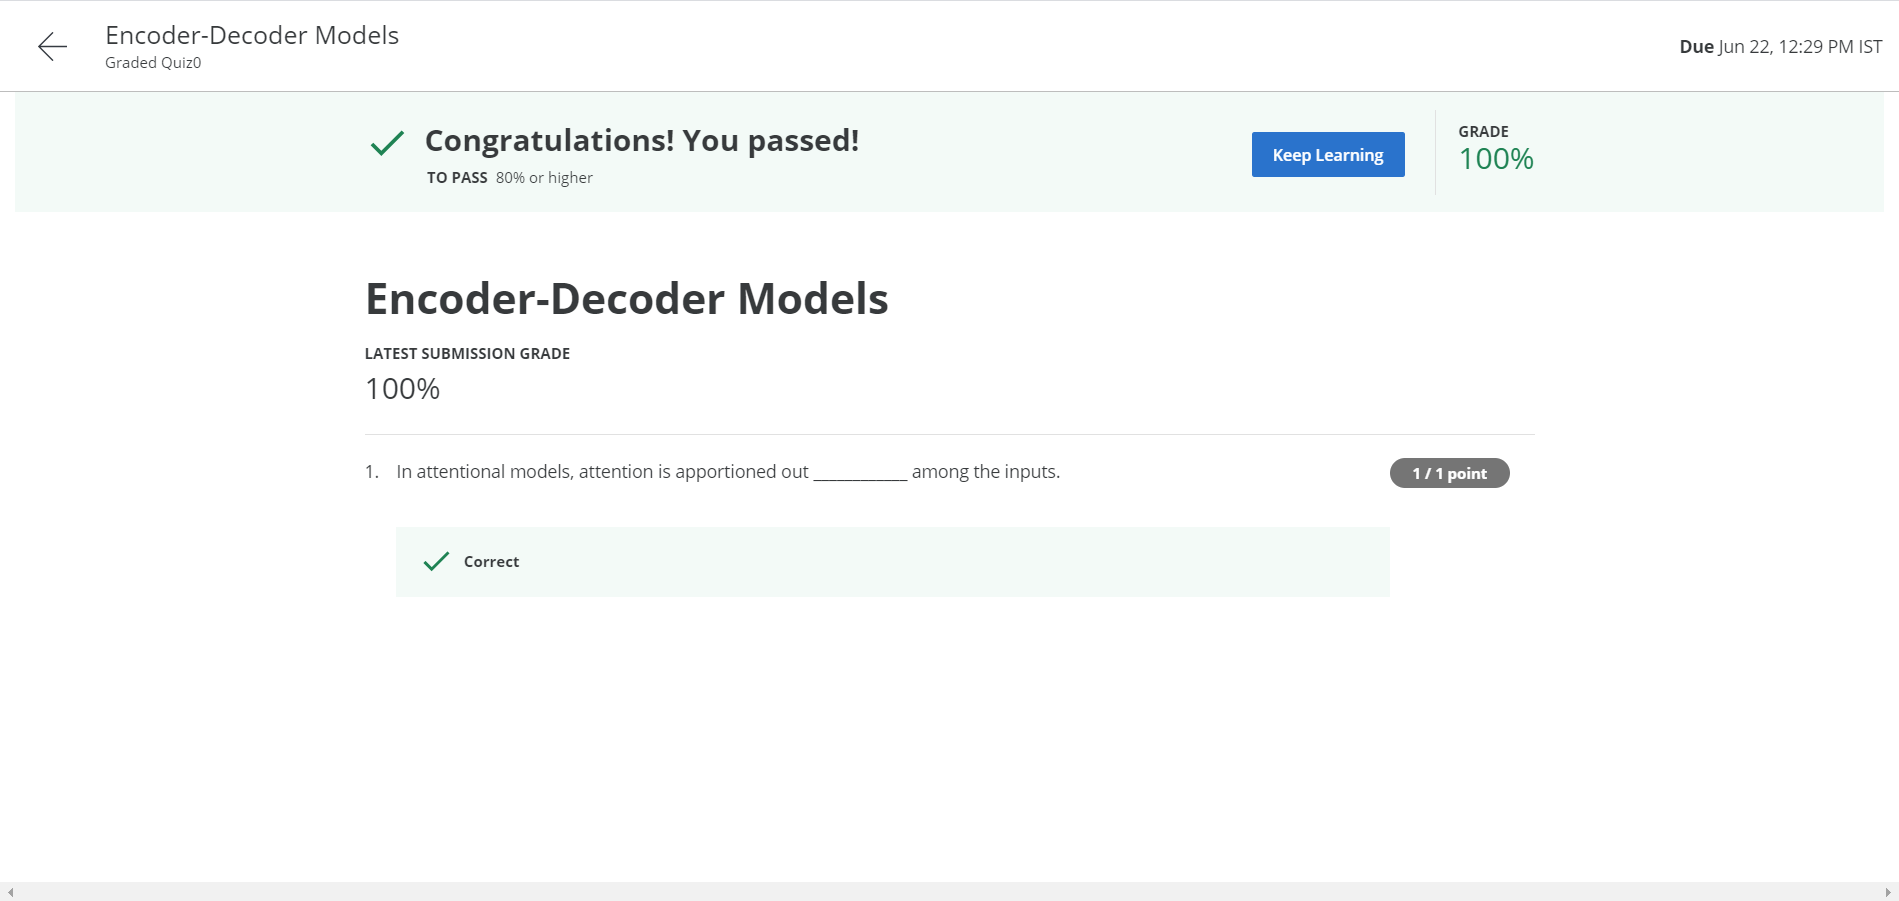 Encoder-Decoder Models
Graded Quiz0
Due Jun 22, 12:29 PM IST
Congratulations! You passed!
TO PASS 80% or higher
Keep Learning
GRADE
100%
Encoder-Decoder Models
LATEST SUBMISSION GRADE
100%
1. In attentional models, attention is apportioned out ____________ among the inputs.
1 / 1 point
Correct